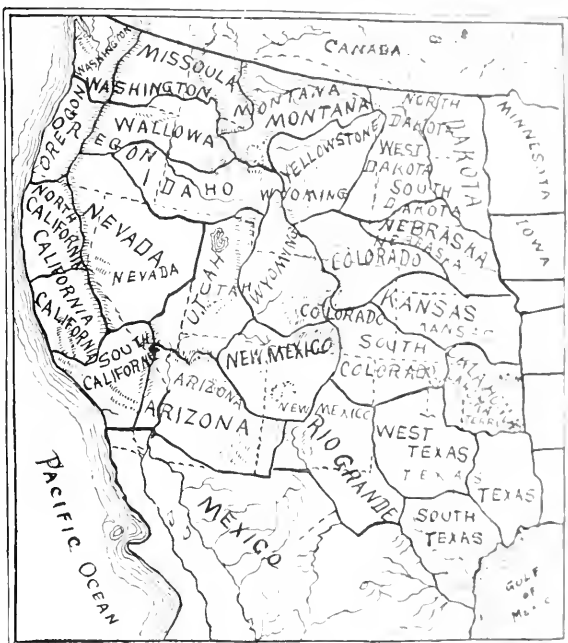 CANADA
WASHINGTON
MISSOULA
WASHINGTON
MONTANA
MONTANA
NORTH
DAKOTA
DAKOTA
MINNESATA
OREGON
OREGON
WALLOWA
YELLOWSTONE
WEST
DAKOTA
SOUTH
DAKOTA
IDAHO
WYOMING
NORTH
CALIFORNIA
CALIFORNIA
NEVADA
NEVADA
UTAH
UTAH
WYOMING
NEBRASKA
NEBRASKA
IOWA
COLORADO
COLORADO
KANSAS
KANSAS
CALIFORNIA
SOUTH
CALIFORNIA
NEW MEXICO
SOUTH
COLORADO
TERRITORY
ARIZONA
ARIZONA
NEW MEXICO
RIO GRANDE
WEST
TEXAS
TEXAS
TEXAS
SOUTH
TEXAS
MEXICO
PACIFIC OCEAN
GULF
OF